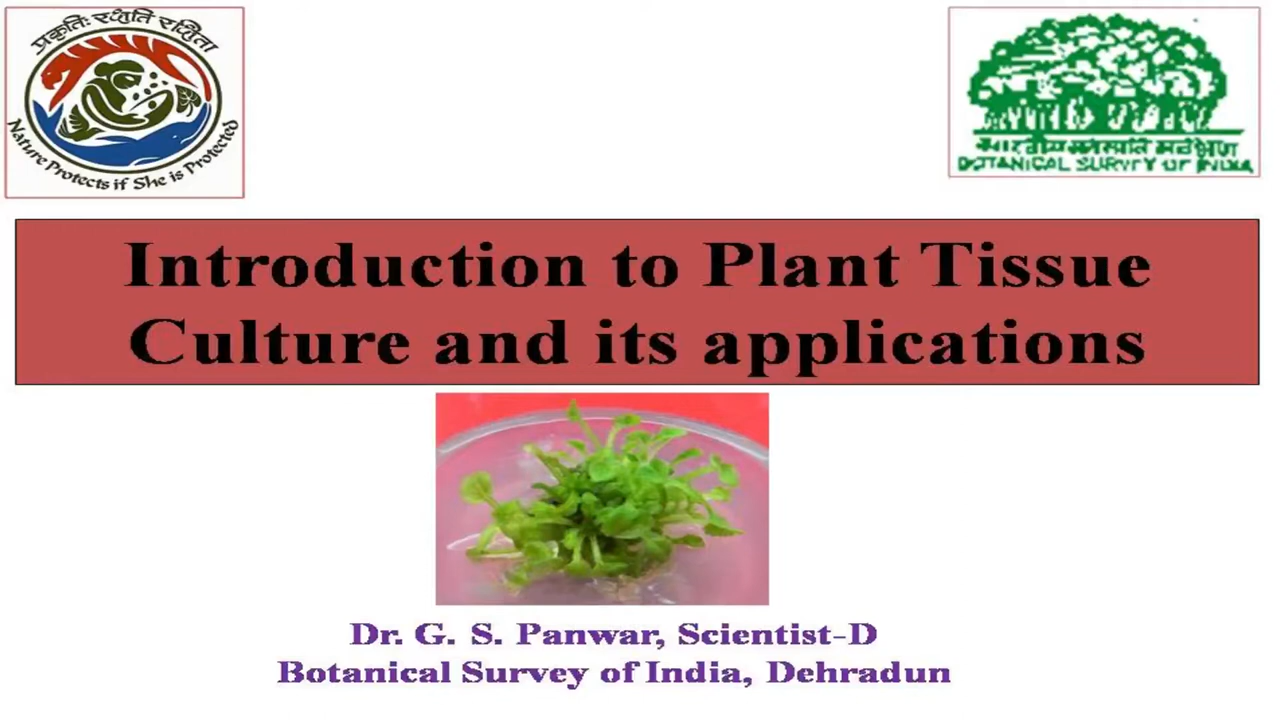 प्रकृतिः रक्षति रक्षिता
Nature Protects if She is Protected
भारतीय वनस्पति सर्वेक्षण
BOTANICAL SURVEY OF INDIA
Introduction to Plant Tissue
Culture and its applications
Dr. G. S. Panwar, Scientist-D
Botanical Survey of India, Dehradun